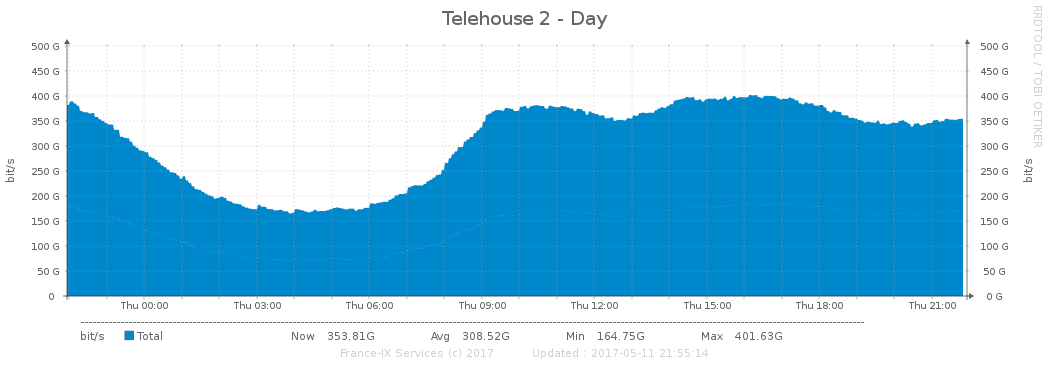 Telehouse 2 - Day
RRDTOOL / TOBI OETIKER
500 G 500 G
450 G 450 G
400 G 400 G
350 G 350 G
300 G 300 G
250 G 250 G
200 G 200 G
150 G 150 G
100 G 100 G
50 G 50 G
0 0 G
bit/s bit/s
Thu 00:00 Thu 03:00 Thu 06:00 Thu 09:00 Thu 12:00 Thu 15:00 Thu 18:00 Thu 21:00
bit/s Total Now 353.81G Avg 308.52G Min 164.75G Max 401.63G
France-IX Services (c) 2017 Updated : 2017-05-11 21:55:14